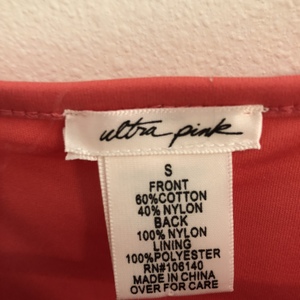 ultra pink
S
FRONT
60%COTTON
40% NYLON
BACK
100% NYLON
LINING
100%POLYESTER
RN#106140
MADE IN CHINA
OVER FOR CARE